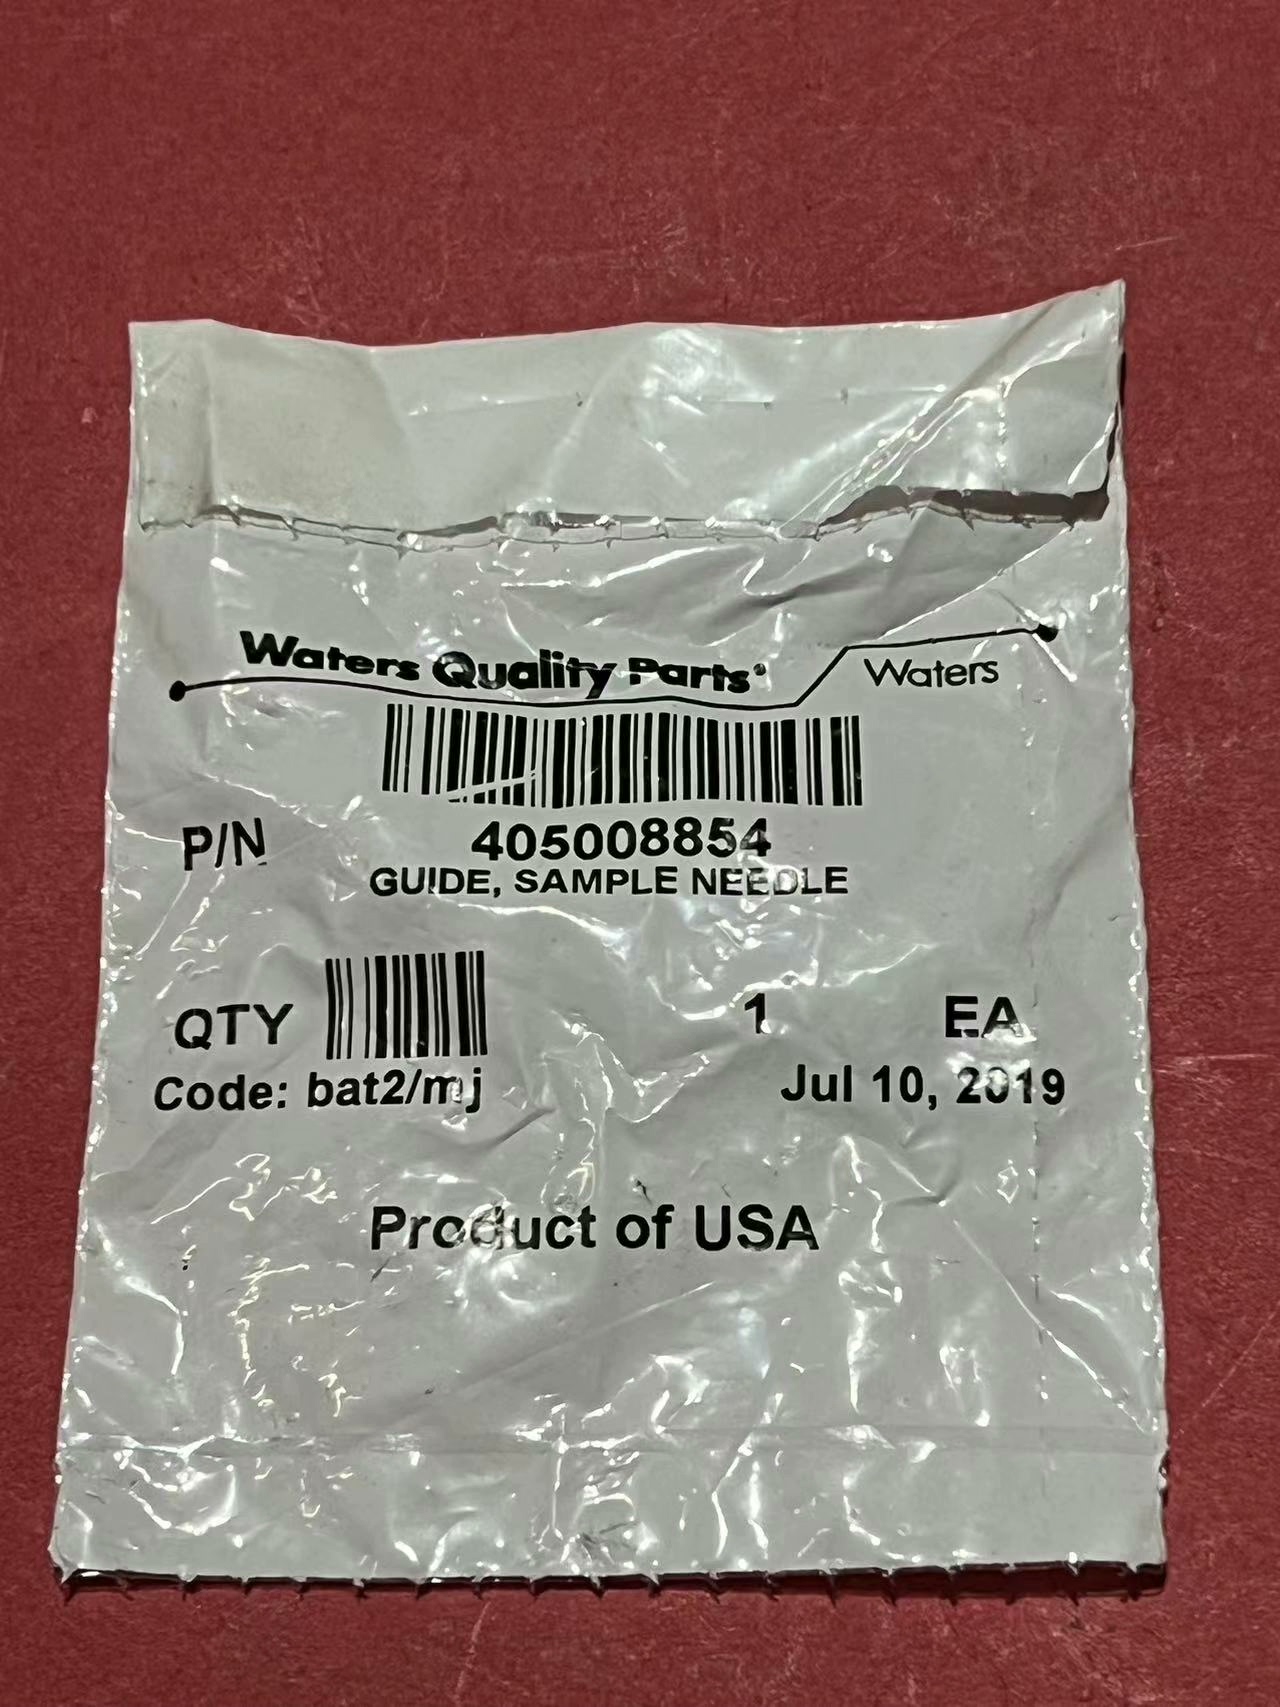 Waters Quality Parts® Waters
P/N 405008854
GUIDE, SAMPLE NEEDLE
QTY 1 EA
Code: bat2/mj Jul 10, 2019
Product of USA